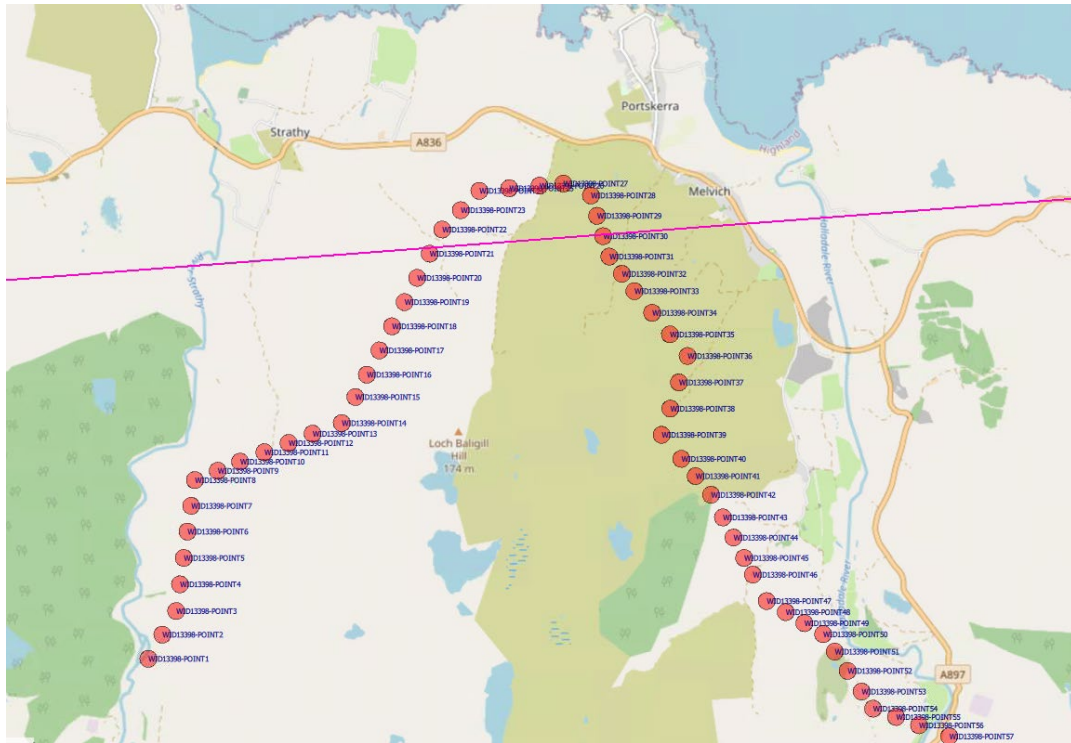 Portskerra
Strathy
A836
Highland
Melvich
Halladale River
Strathy
Loch Baligill
Hill
174 m
A897
WID13398-POINT27
WID13398-POINT28
WID13398-POINT23
WID13398-POINT29
WID13398-POINT22
WID13398-POINT30
WID13398-POINT21
WID13398-POINT31
WID13398-POINT32
WID13398-POINT20
WID13398-POINT33
WID13398-POINT19
WID13398-POINT34
WID13398-POINT18
WID13398-POINT35
WID13398-POINT17
WID13398-POINT36
WID13398-POINT16
WID13398-POINT37
WID13398-POINT15
WID13398-POINT38
WID13398-POINT14
WID13398-POINT13
WID13398-POINT39
WID13398-POINT12
WID13398-POINT11
WID13398-POINT40
WID13398-POINT10
WID13398-POINT9
WID13398-POINT41
WID13398-POINT8
WID13398-POINT42
WID13398-POINT7
WID13398-POINT43
WID13398-POINT6
WID13398-POINT44
WID13398-POINT5
WID13398-POINT45
WID13398-POINT46
WID13398-POINT4
WID13398-POINT47
WID13398-POINT3
WID13398-POINT48
WID13398-POINT49
WID13398-POINT2
WID13398-POINT50
WID13398-POINT51
WID13398-POINT1
WID13398-POINT52
WID13398-POINT53
WID13398-POINT54
WID13398-POINT55
WID13398-POINT56
WID13398-POINT57